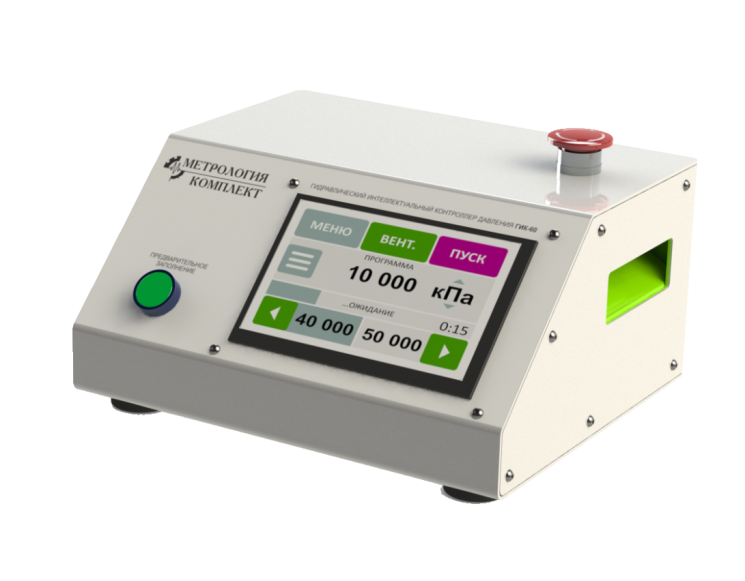 МЕТРОЛОГИЯ
КОМПЛЕКТ
ГИДРАВЛИЧЕСКИЙ ИНТЕЛЛЕКТУАЛЬНЫЙ КОНТРОЛЛЕР ДАВЛЕНИЯ ГИК-60
ПРЕДВАРИТЕЛЬНОЕ
ЗАПОЛНЕНИЕ
МЕНЮ ВЕНТ. ПУСК
ПРОГРАММА
10 000 кПа
...ОЖИДАНИЕ 0:15
40 000 50 000